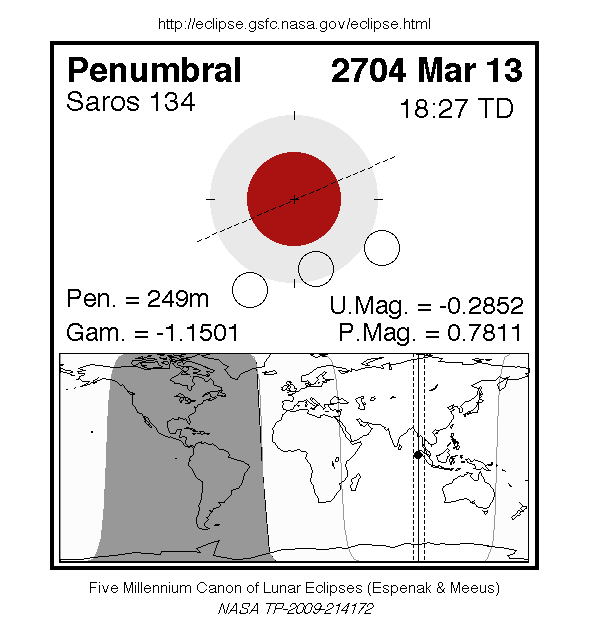 http://eclipse.gsfc.nasa.gov/eclipse.html
Penumbral 2704 Mar 13
Saros 134 18:27 TD
Pen. = 249m U.Mag. = -0.2852
Gam. = -1.1501 P.Mag. = 0.7811
Five Millennium Canon of Lunar Eclipses (Espenak & Meeus)
NASA TP-2009-214172